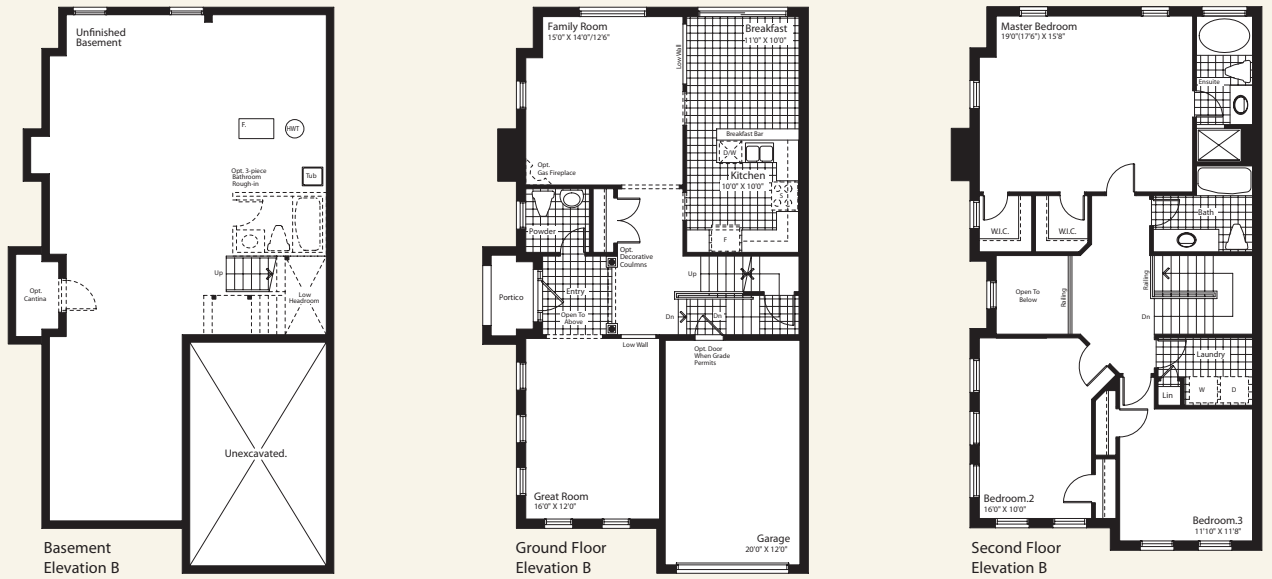 Unfinished
Basement
F.
HWT
Opt. 3-piece
Bathroom
Rough-in
Tub
Up
Opt.
Cantina
Low
Headroom
Unexcavated.
Basement
Elevation B
Family Room
15'0" X 14'0"/12'6"
Low Wall
Breakfast
11'0" X 10'0"
Breakfast Bar
D/W
Kitchen
10'0" X 10'0"
S
F
Opt.
Gas Fireplace
Powder
Opt.
Decorative
Coulmns
Up
Portico
Entry
Open To
Above
Dn
Dn
Low Wall
Opt. Door
When Grade
Permits
Great Room
16'0" X 12'0"
Garage
20'0" X 12'0"
Ground Floor
Elevation B
Master Bedroom
19'0"(17'6") X 15'8"
Ensuite
W.I.C.
W.I.C.
Bath
Open To
Below
Railing
Railing
Dn
Laundry
Lin
W
D
Bedroom.2
16'0" X 10'0"
Bedroom.3
11'10" X 11'8"
Second Floor
Elevation B